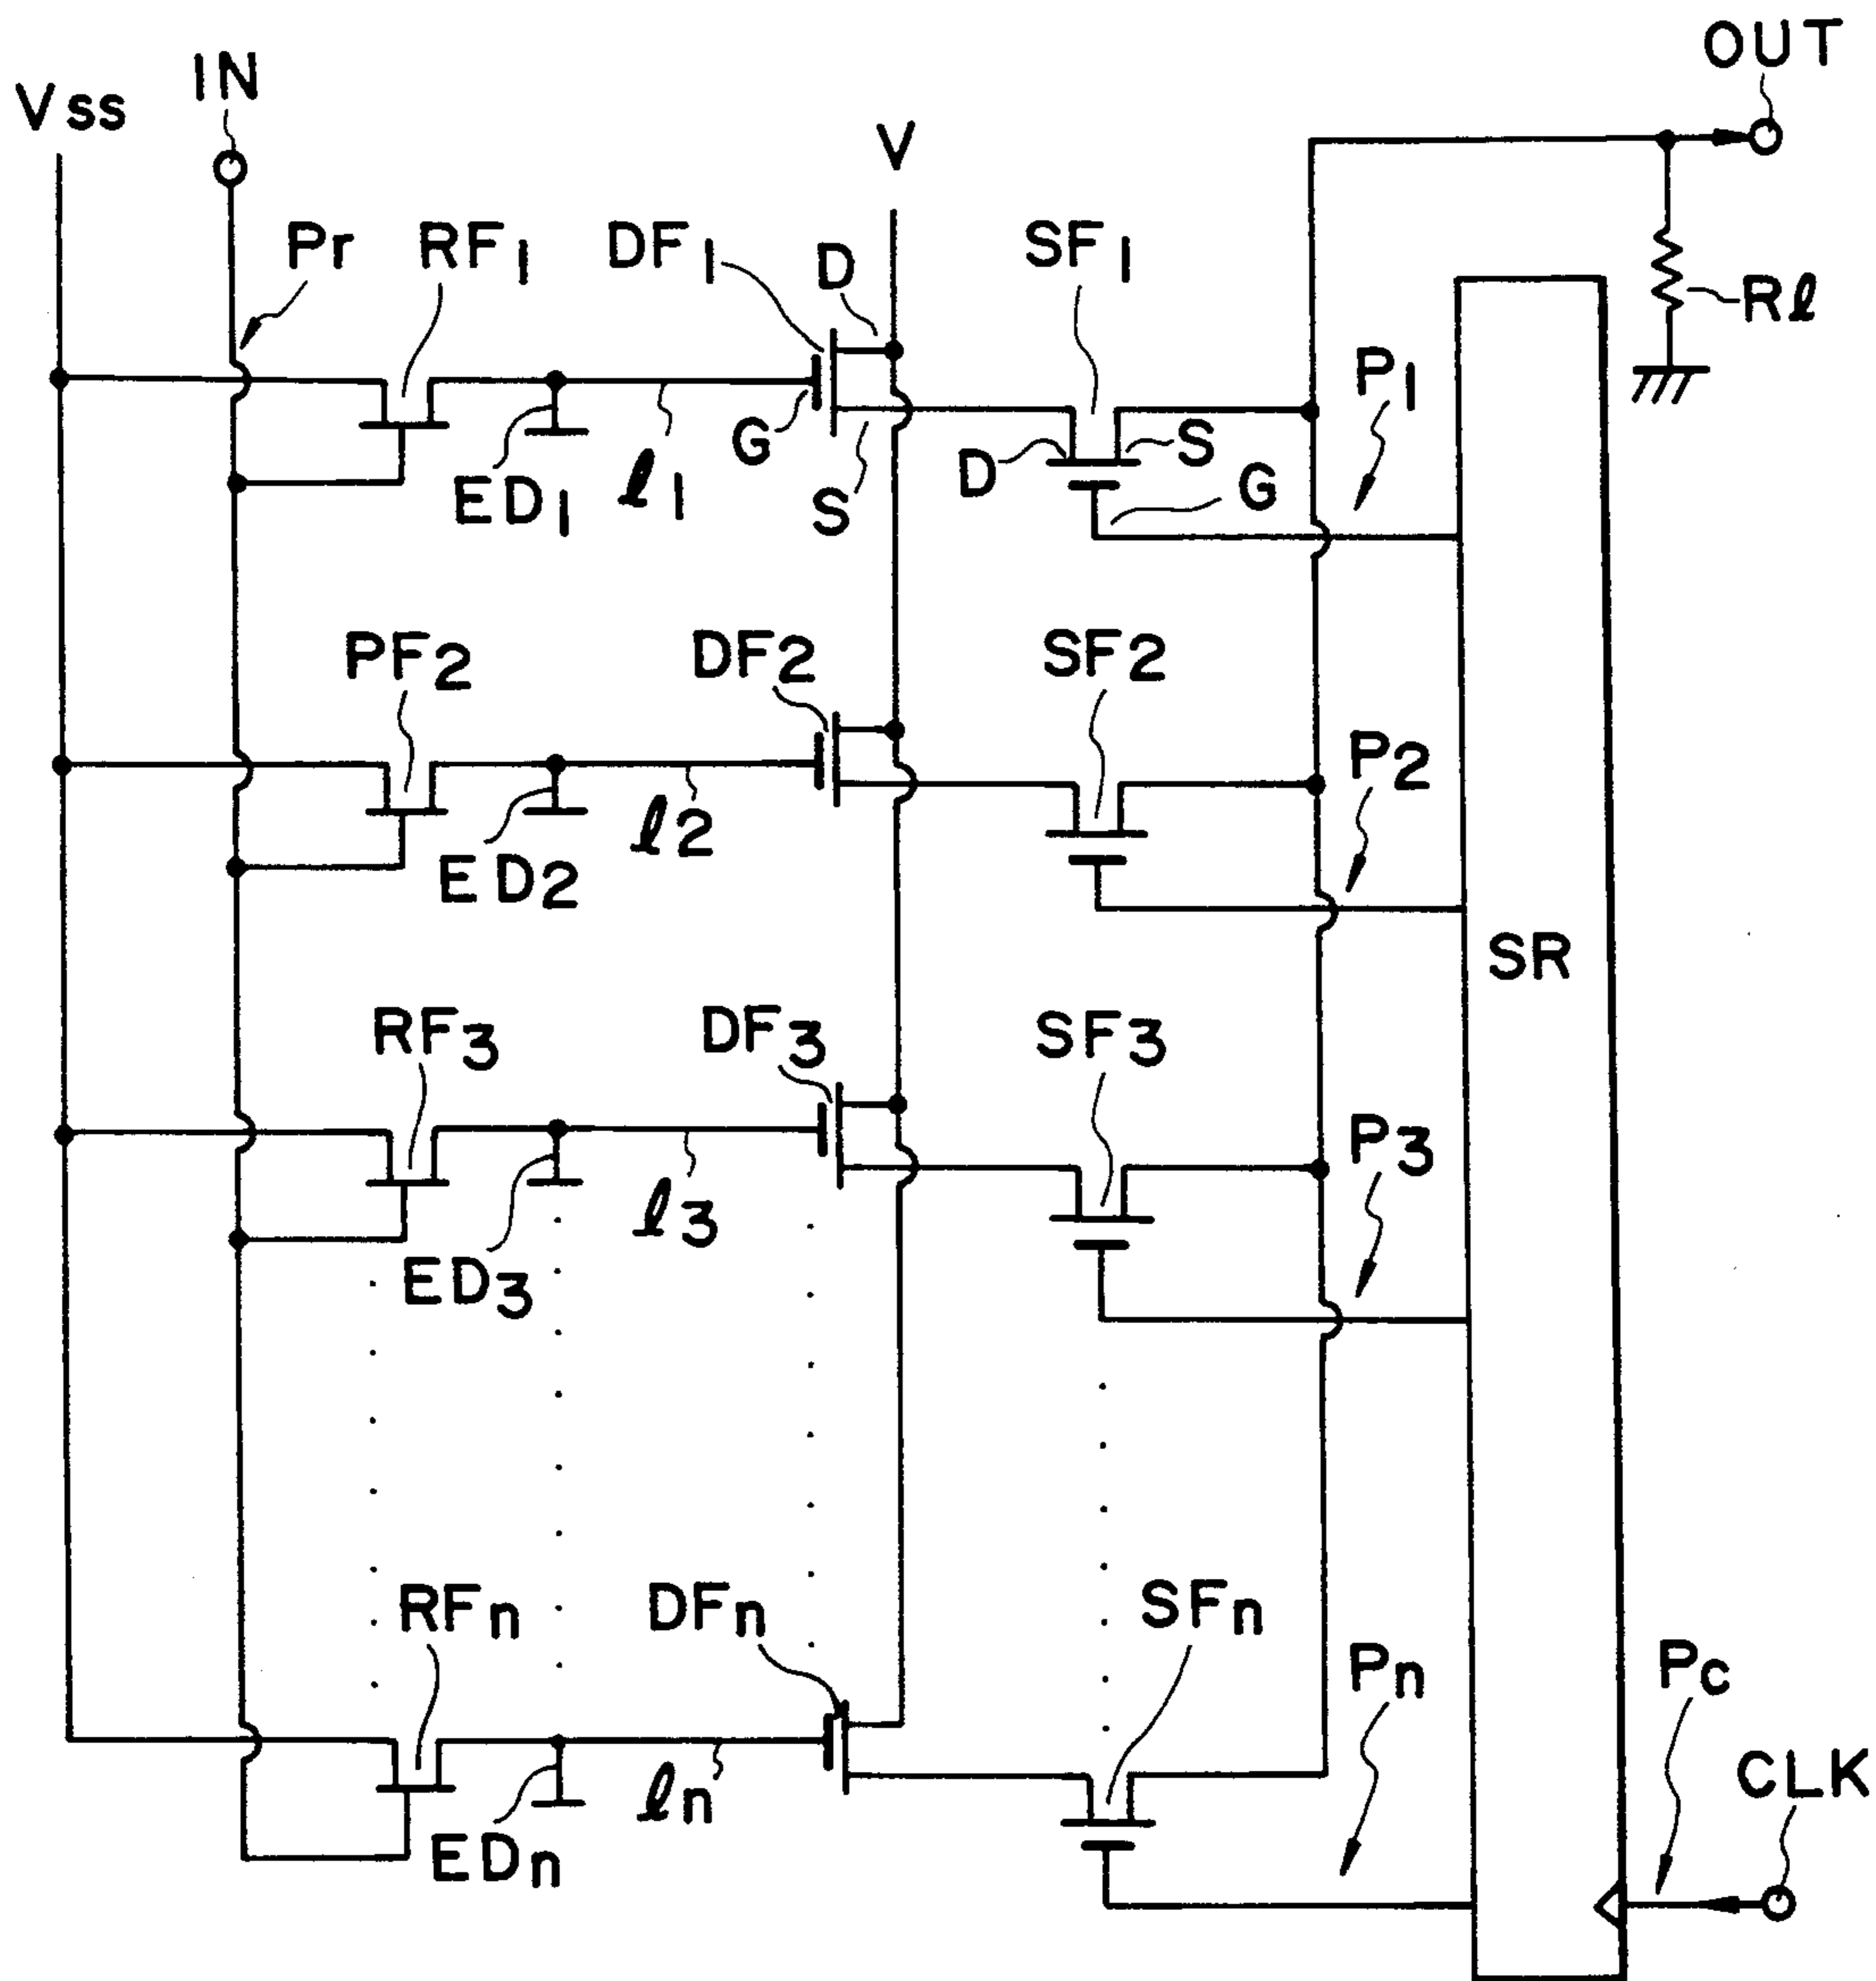 OUT
IN
Vss
V
Pr
RF1
DF1
D
SF1
Rℓ
P1
G
S
D
G
ED1
ℓ1
S
PF2
DF2
SF2
P2
ℓ2
ED2
SR
RF3
DF3
SF3
P3
ℓ3
ED3
RFn
DFn
SFn
Pn
Pc
CLK
ℓn
EDn